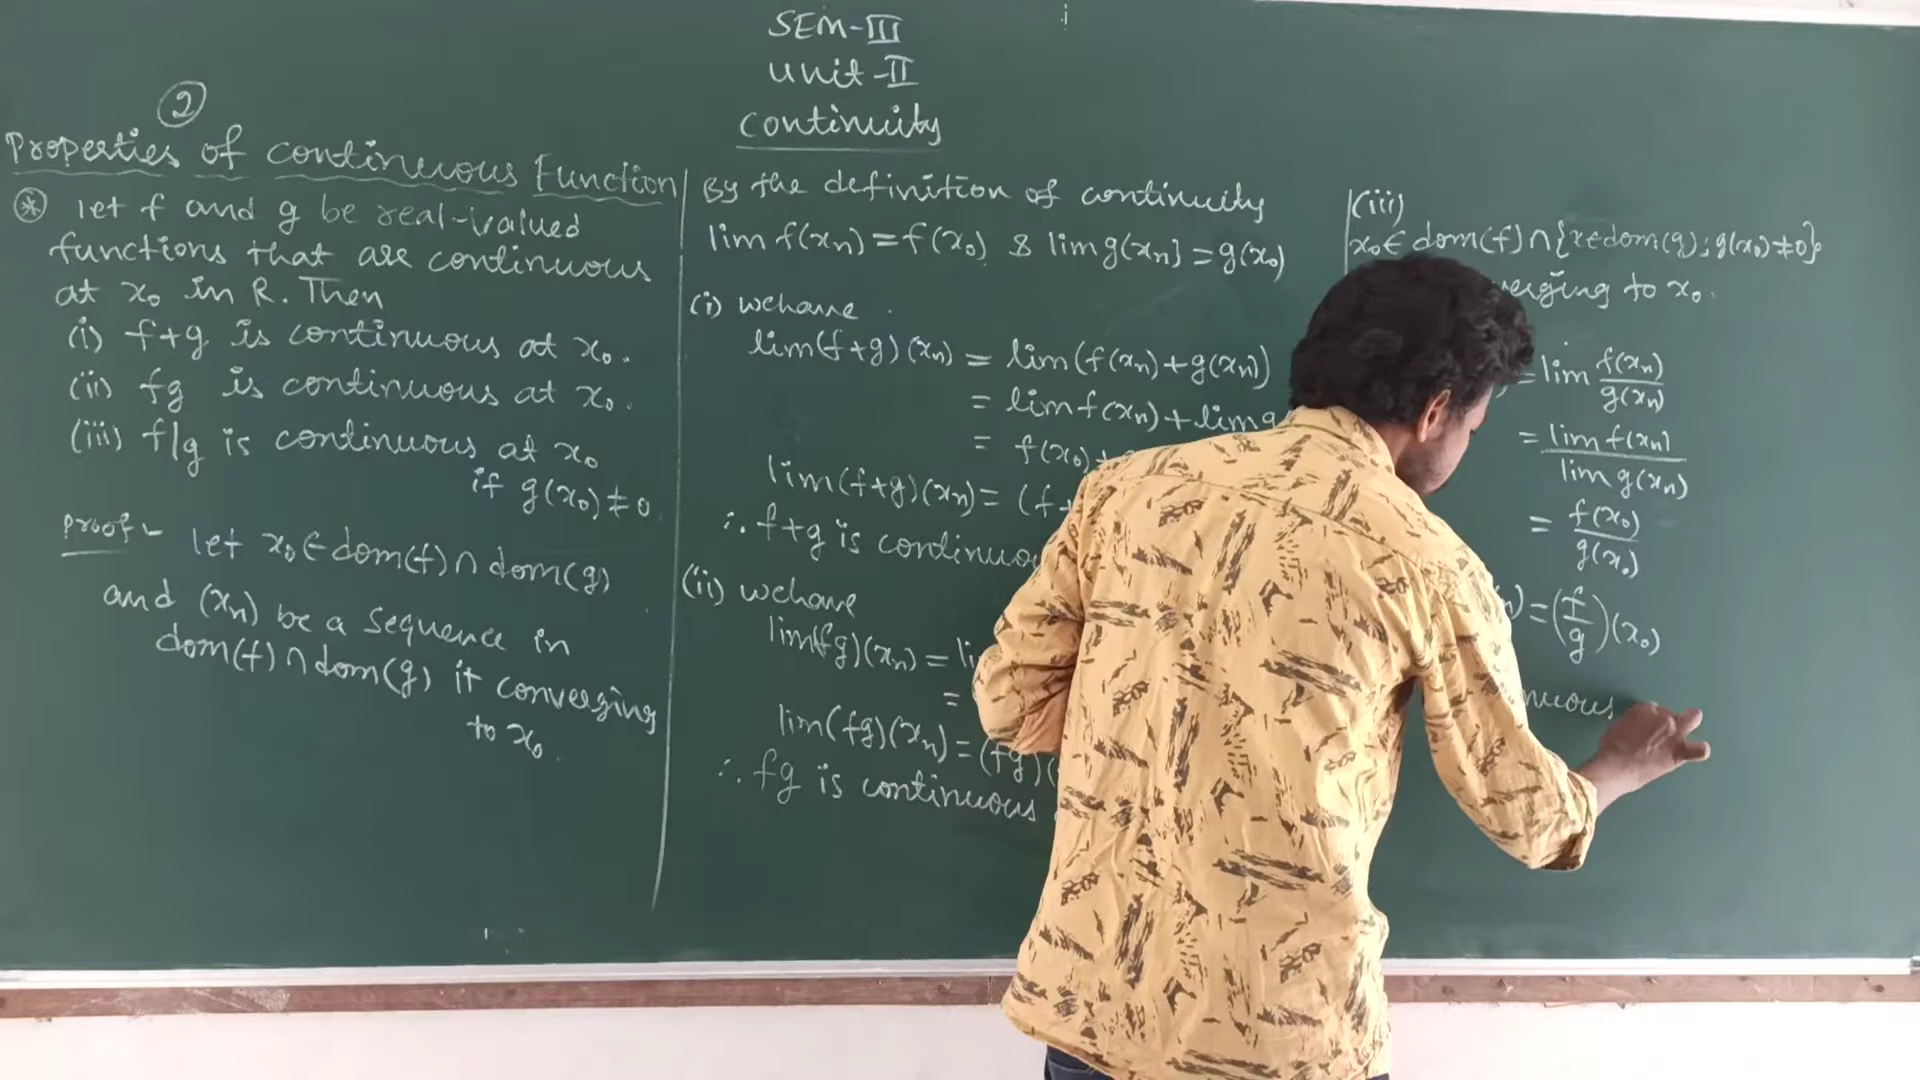 SEM-III
Unit-II
Continuity
②
Properties of continuous Function
⊛ let f and g be real-valued
functions that are continuous
at x₀ in R. Then
(i) f+g is continuous at x₀.
(ii) fg is continuous at x₀.
(iii) f/g is continuous at x₀
if g(x₀)≠0
Proof:- let x₀∈dom(f)∩dom(g)
and (xₙ) be a sequence in
dom(f)∩dom(g) it converging
to x₀.
By the definition of continuity
lim f(xₙ)=f(x₀) & lim g(xₙ)=g(x₀)
(i) we have
lim(f+g)(xₙ) = lim(f(xₙ)+g(xₙ))
= lim f(xₙ)+lim g
= f(x₀)+
lim(f+g)(xₙ) = (f+
∴ f+g is continuou
(ii) we have
lim(fg)(xₙ) = li
=
lim(fg)(xₙ) = (fg)(
∴ fg is continuous
(iii)
x₀∈dom(f)∩{x∈dom(g); g(x₀)≠0}
verging to x₀.
= lim f(xₙ)/g(xₙ)
= lim f(xₙ)/lim g(xₙ)
= f(x₀)/g(x₀)
) = (f/g)(x₀)
nuous